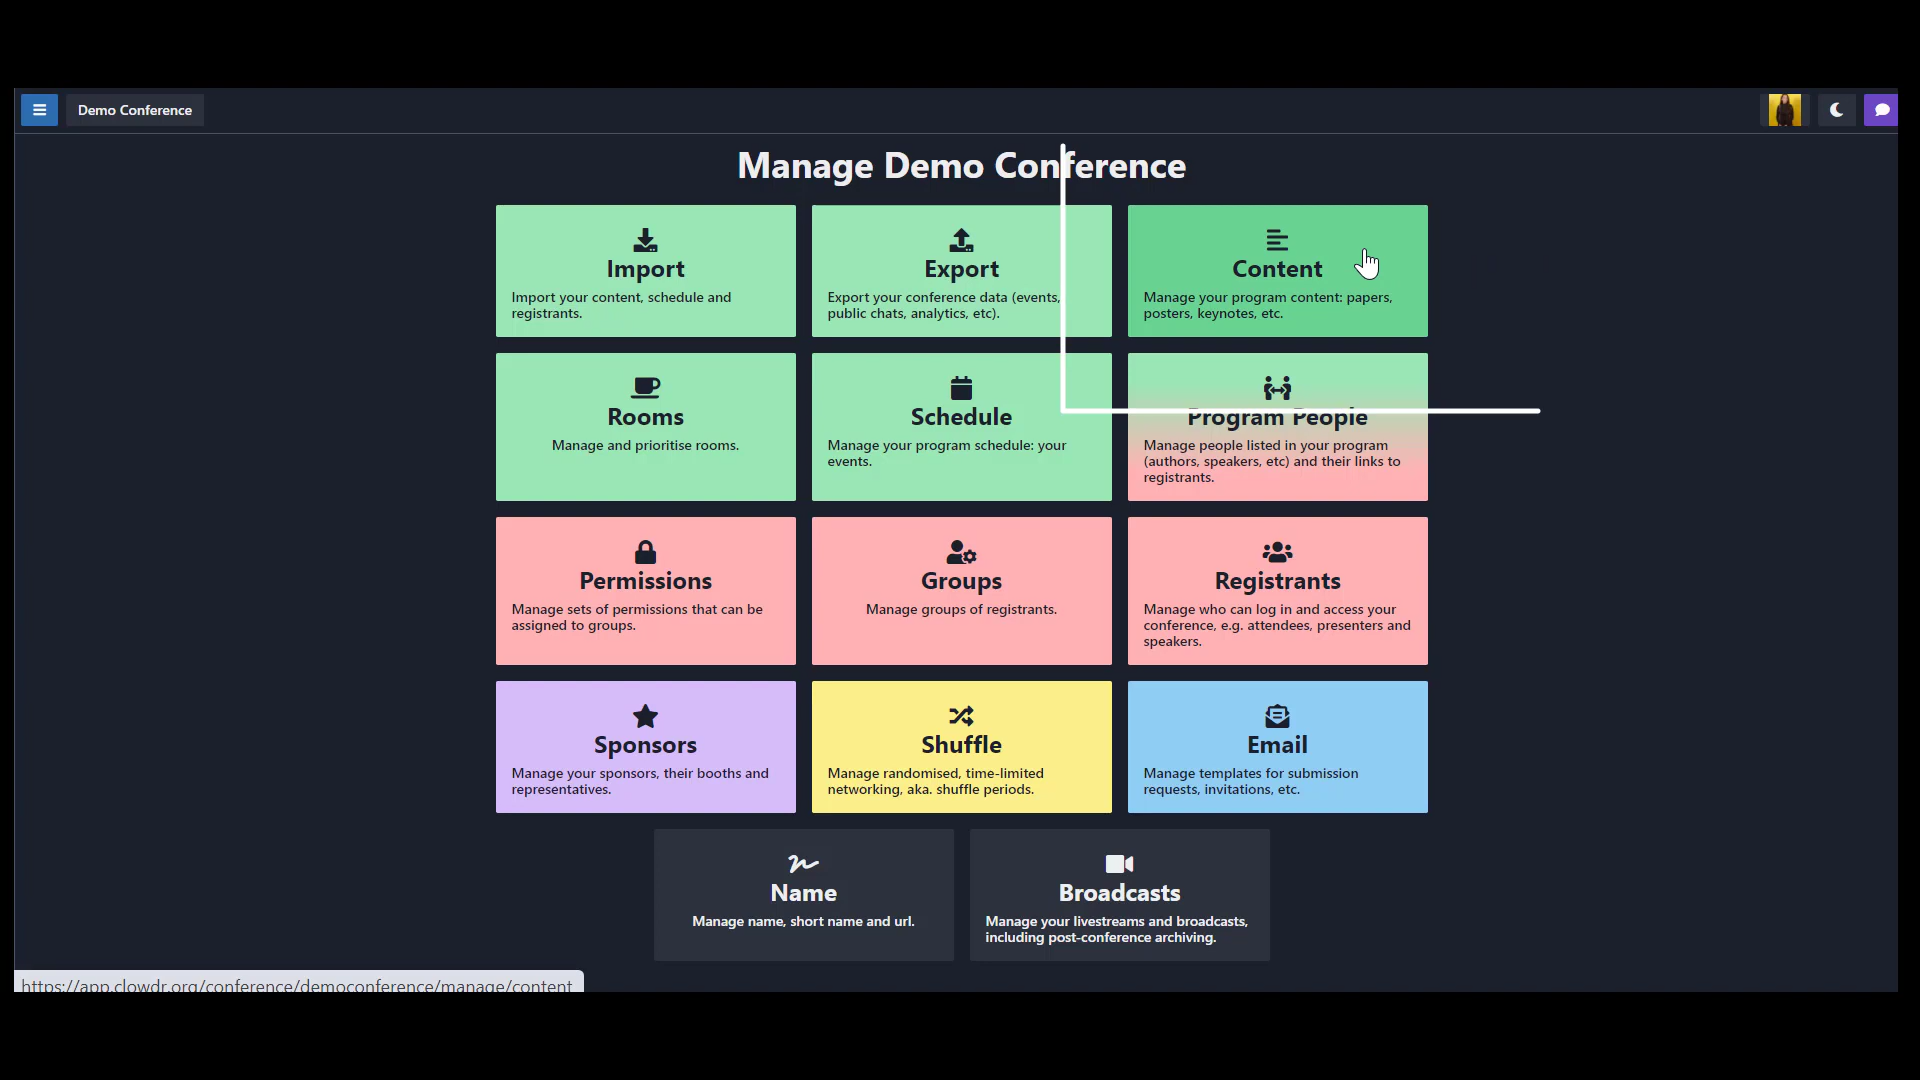 Demo Conference
Manage Demo Conference
Import
Import your content, schedule and
registrants.
Export
Export your conference data (events,
public chats, analytics, etc).
Content
Manage your program content: papers,
posters, keynotes, etc.
Rooms
Manage and prioritise rooms.
Schedule
Manage your program schedule: your
events.
Program People
Manage people listed in your program
(authors, speakers, etc) and their links to
registrants.
Permissions
Manage sets of permissions that can be
assigned to groups.
Groups
Manage groups of registrants.
Registrants
Manage who can log in and access your
conference, e.g. attendees, presenters and
speakers.
Sponsors
Manage your sponsors, their booths and
representatives.
Shuffle
Manage randomised, time-limited
networking, aka. shuffle periods.
Email
Manage templates for submission
requests, invitations, etc.
Name
Manage name, short name and url.
Broadcasts
Manage your livestreams and broadcasts,
including post-conference archiving.
https://app.clowdr.org/conference/democonference/manage/content